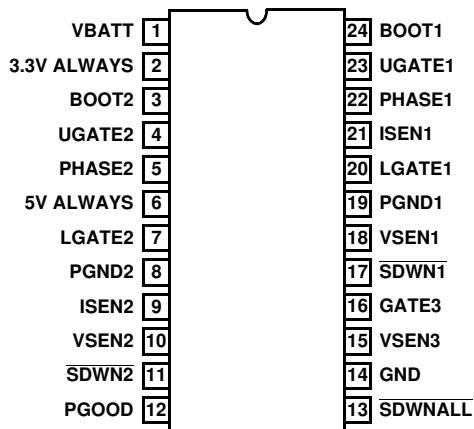 VBATT 1 24 BOOT1
3.3V ALWAYS 2 23 UGATE1
BOOT2 3 22 PHASE1
UGATE2 4 21 ISEN1
PHASE2 5 20 LGATE1
5V ALWAYS 6 19 PGND1
LGATE2 7 18 VSEN1
PGND2 8 17 SDWN1
ISEN2 9 16 GATE3
VSEN2 10 15 VSEN3
SDWN2 11 14 GND
PGOOD 12 13 SDWNALL